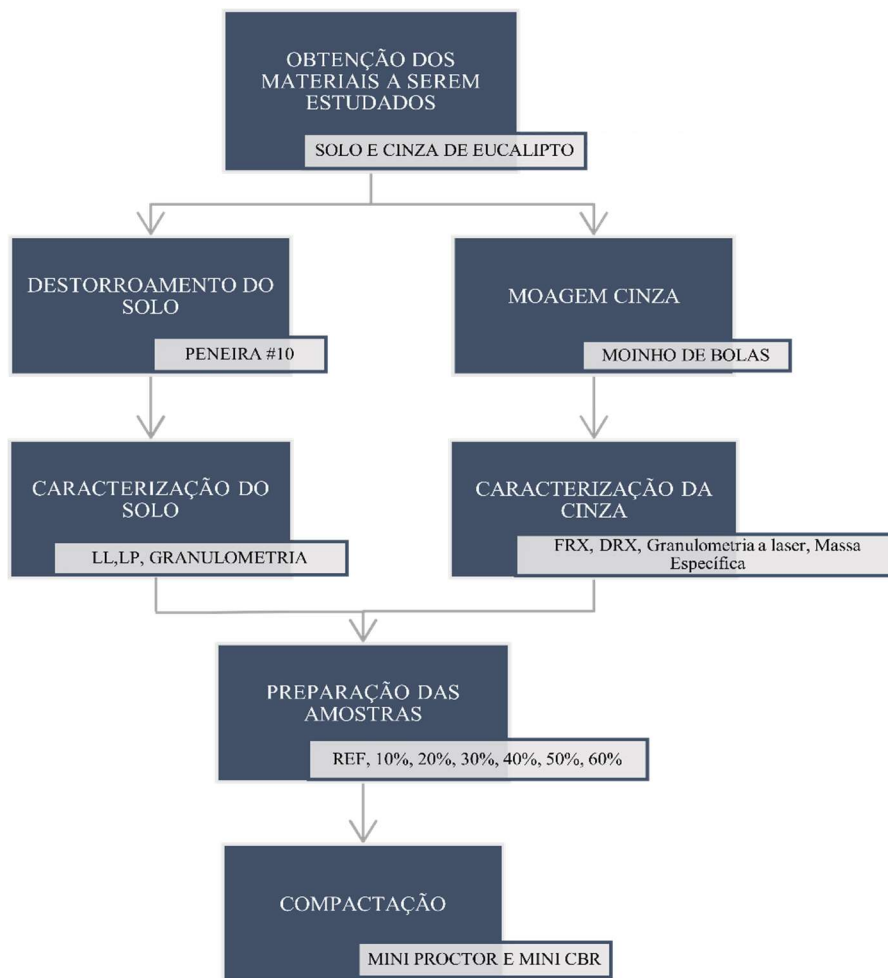 OBTENÇÃO DOS
MATERIAIS A SEREM
ESTUDADOS
SOLO E CINZA DE EUCALIPTO
DESTORROAMENTO DO
SOLO
PENEIRA #10
MOAGEM CINZA
MOINHO DE BOLAS
CARACTERIZAÇÃO DO
SOLO
LL,LP, GRANULOMETRIA
CARACTERIZAÇÃO DA
CINZA
FRX, DRX, Granulometria a laser, Massa
Específica
PREPARAÇÃO DAS
AMOSTRAS
REF, 10%, 20%, 30%, 40%, 50%, 60%
COMPACTAÇÃO
MINI PROCTOR E MINI CBR